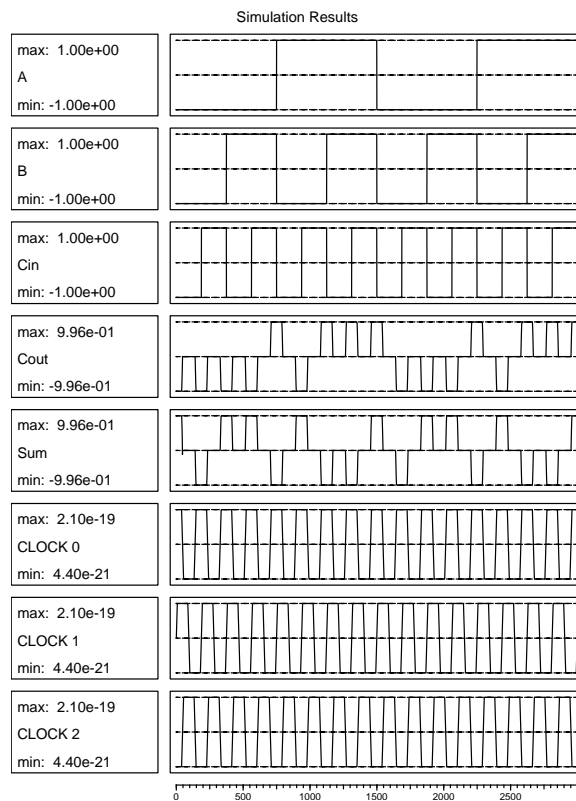 Simulation Results
max: 1.00e+00
A
min: -1.00e+00
max: 1.00e+00
B
min: -1.00e+00
max: 1.00e+00
Cin
min: -1.00e+00
max: 9.96e-01
Cout
min: -9.96e-01
max: 9.96e-01
Sum
min: -9.96e-01
max: 2.10e-19
CLOCK 0
min: 4.40e-21
max: 2.10e-19
CLOCK 1
min: 4.40e-21
max: 2.10e-19
CLOCK 2
min: 4.40e-21
0 500 1000 1500 2000 2500